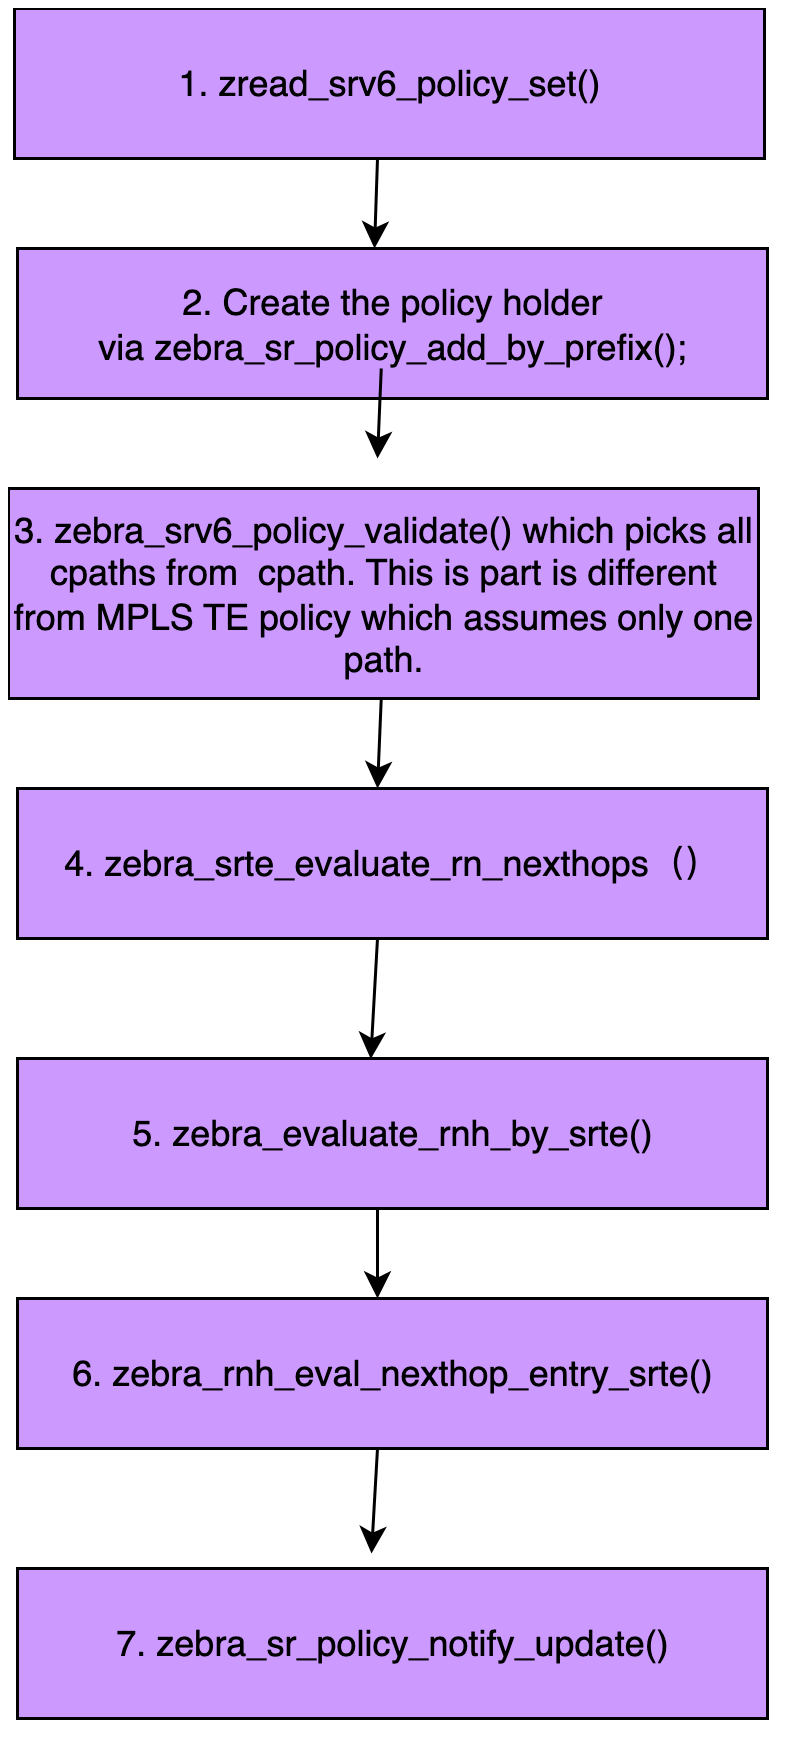 1. zread_srv6_policy_set()
2. Create the policy holder
via zebra_sr_policy_add_by_prefix();
3. zebra_srv6_policy_validate() which picks all
cpaths from  cpath. This is part is different
from MPLS TE policy which assumes only one
path.
4. zebra_srte_evaluate_rn_nexthops  ()
5. zebra_evaluate_rnh_by_srte()
6. zebra_rnh_eval_nexthop_entry_srte()
7. zebra_sr_policy_notify_update()